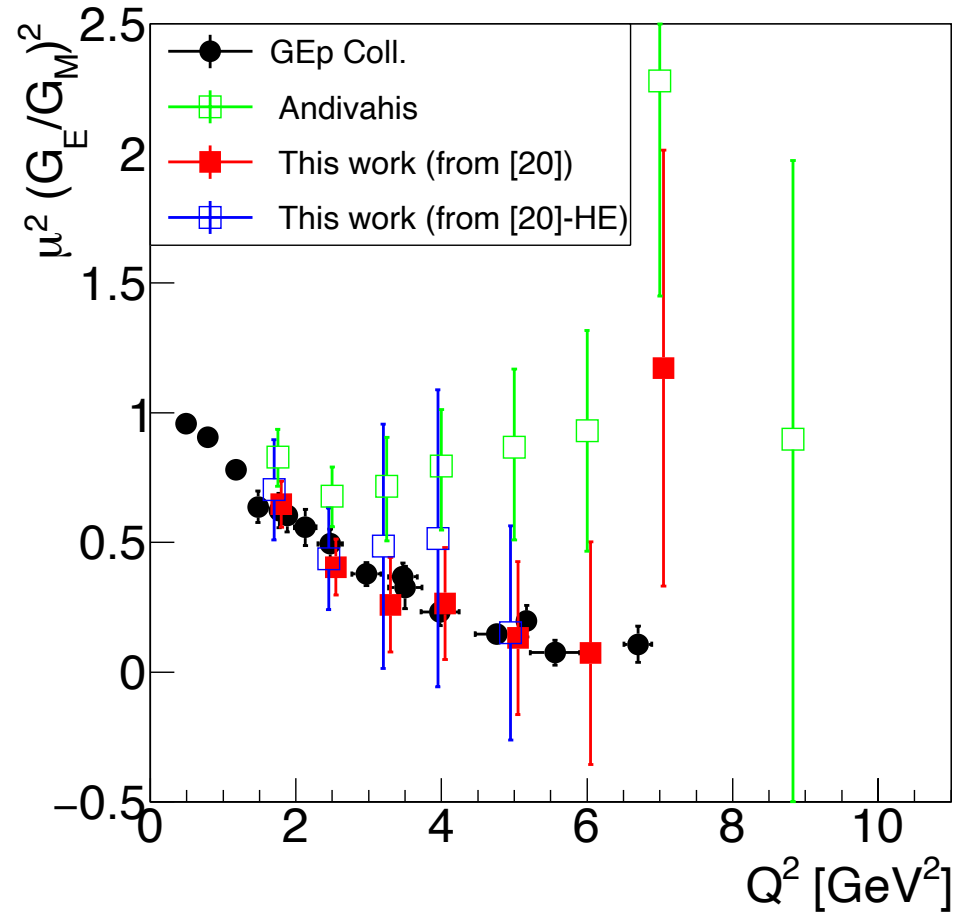 GEp Coll.
Andivahis
This work (from [20])
This work (from [20]-HE)
μ² (G_E/G_M)²
2.5
2
1.5
1
0.5
0
−0.5
0 2 4 6 8 10
Q² [GeV²]